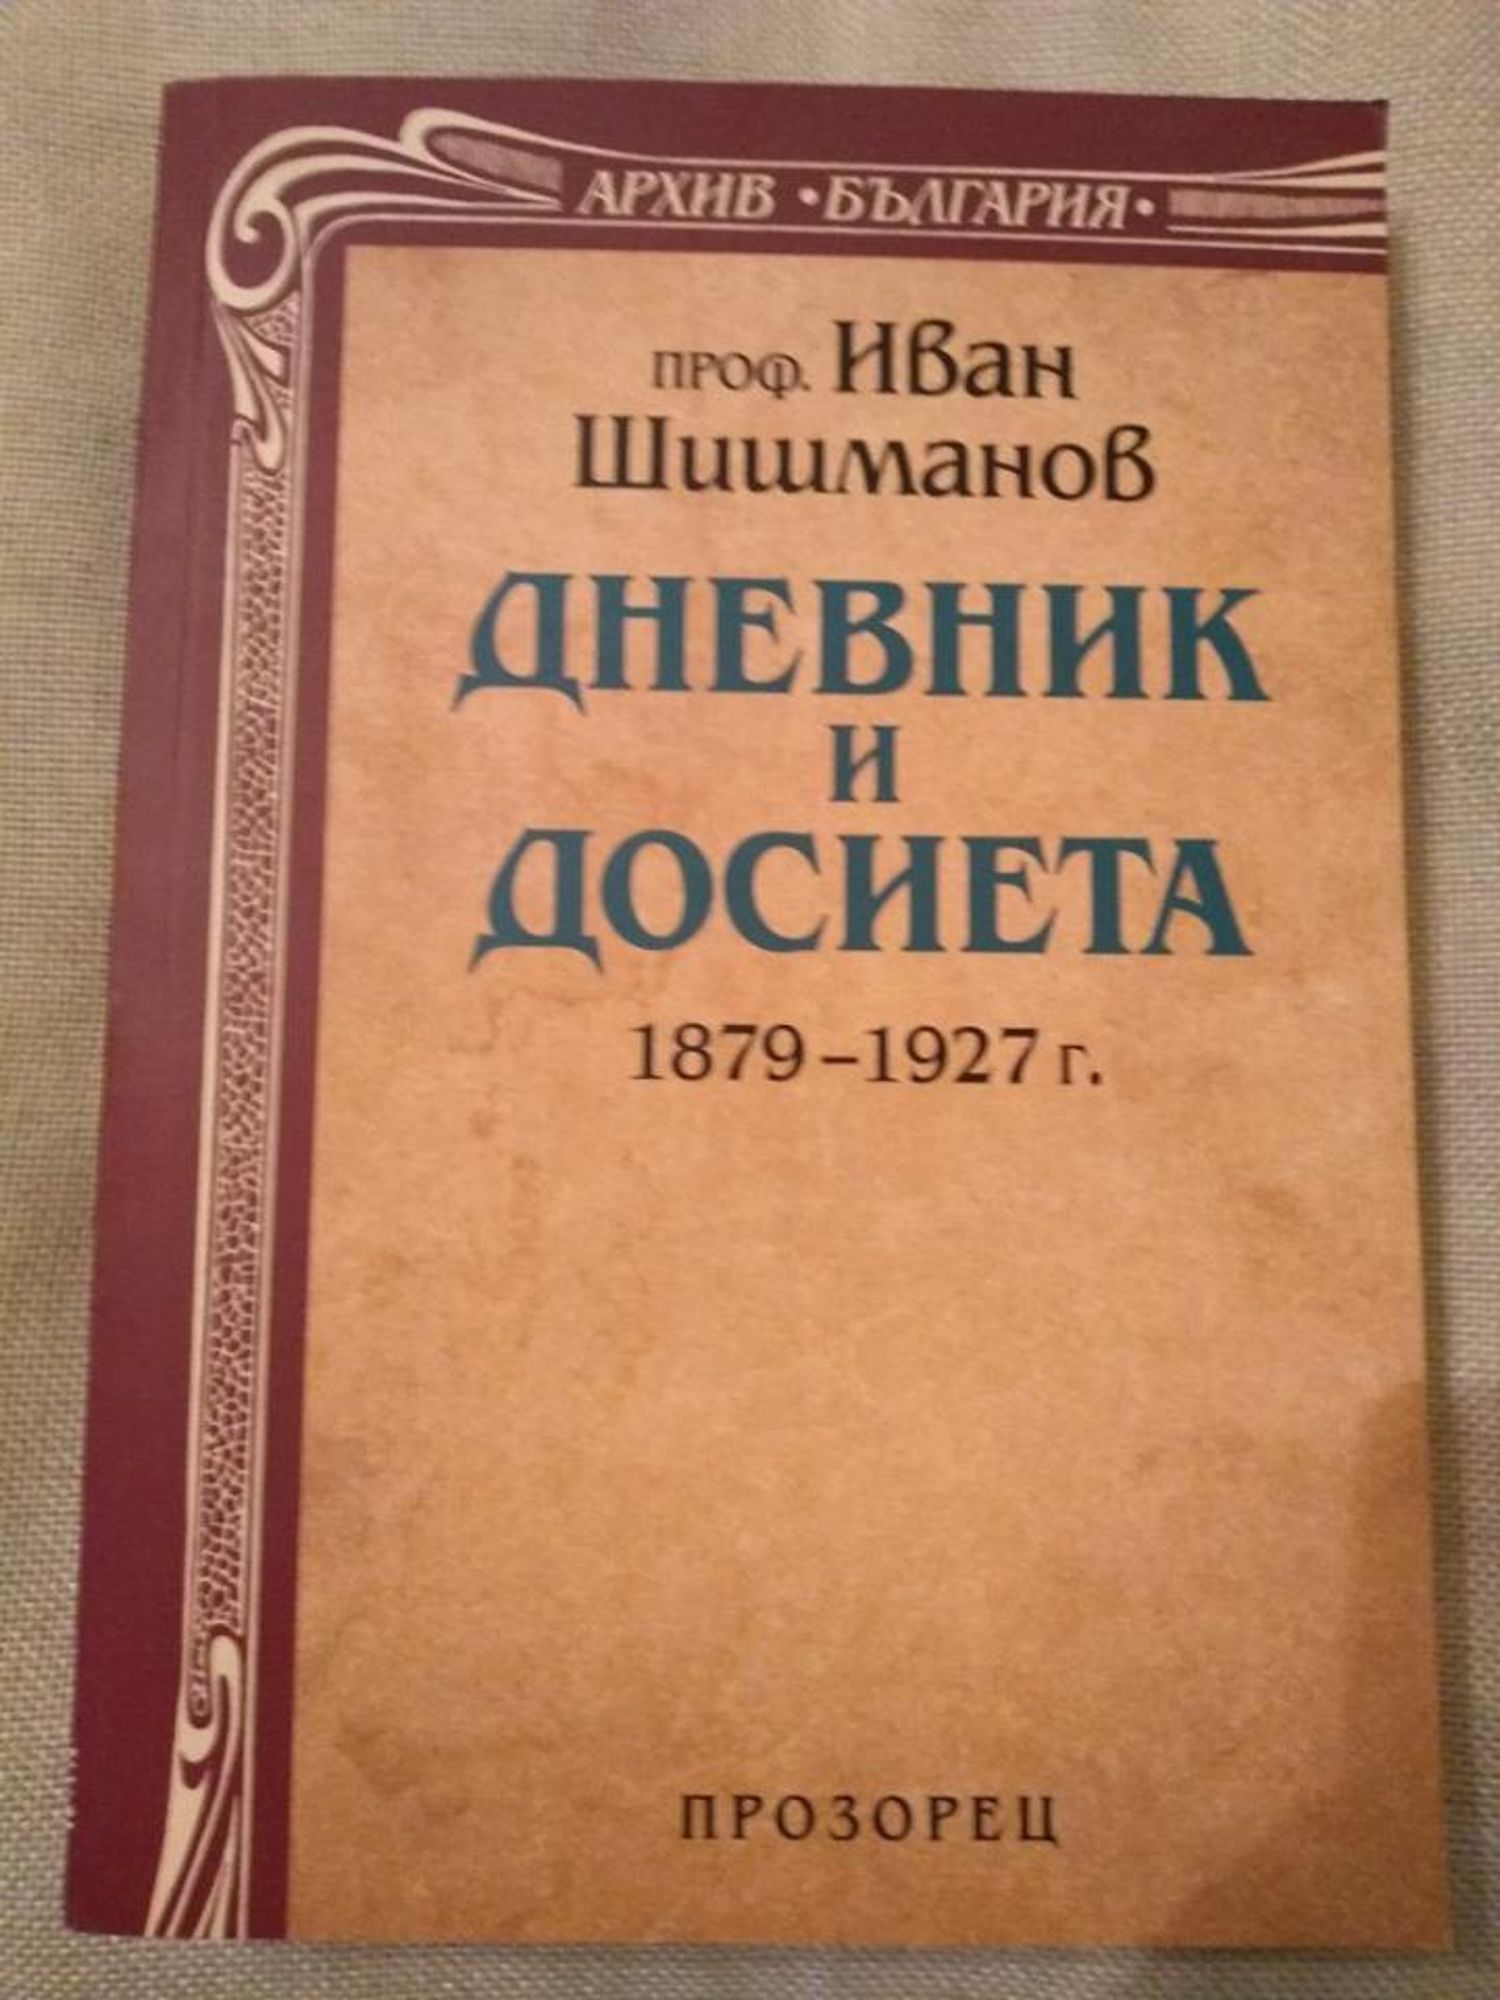 АРХИВ • БЪЛГАРИЯ •
ПРОФ. Иван
Шишманов
ДНЕВНИК
И
ДОСИЕТА
1879 – 1927 г.
ПРОЗОРЕЦ